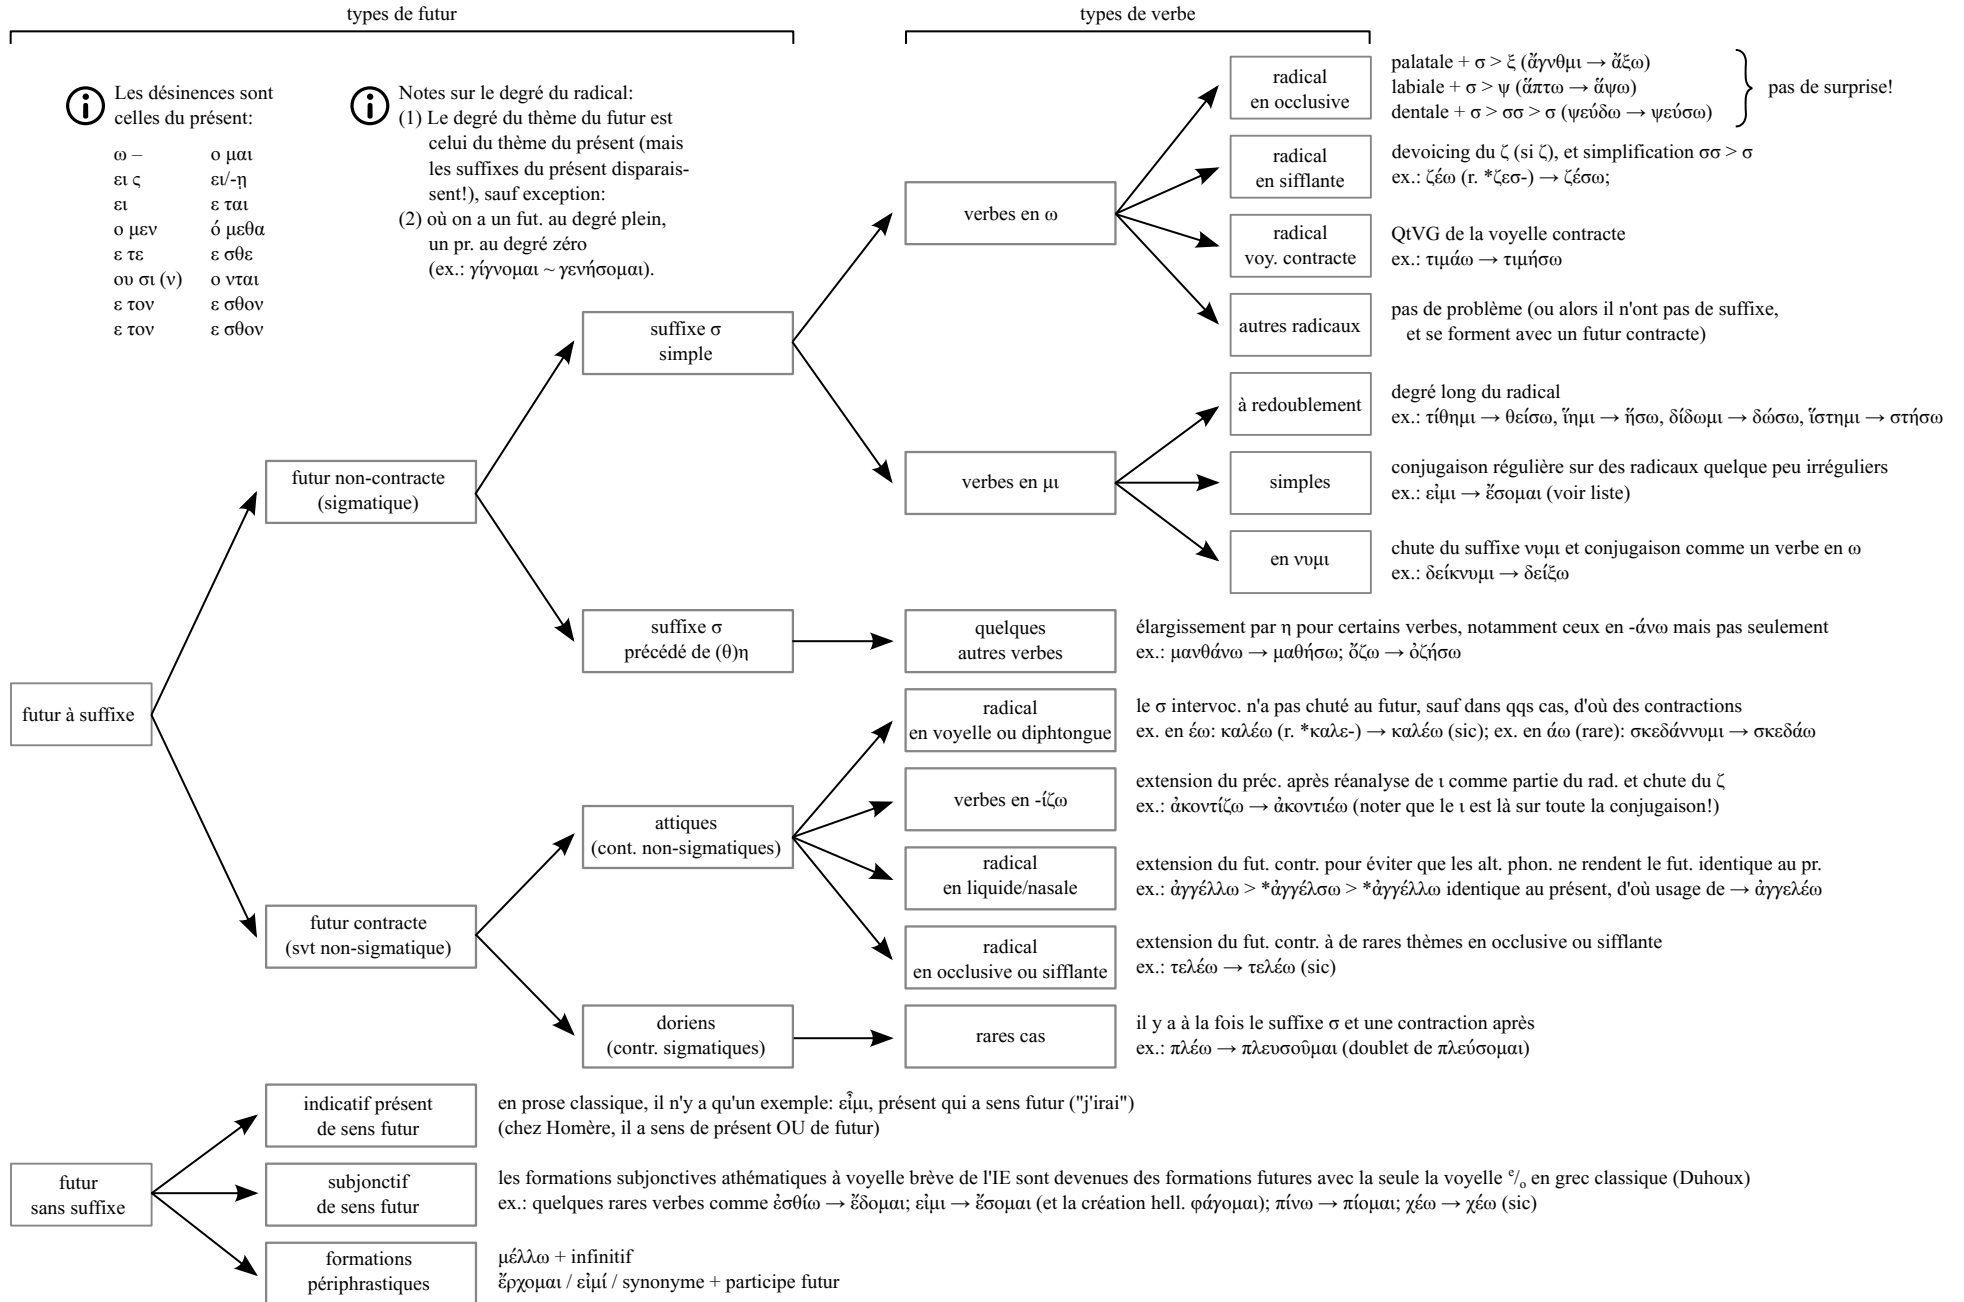 types de futur
types de verbe
Les désinences sont
celles du présent:
ω – ο μαι
ει ς ει/-ῃ
ει ε ται
ο μεν ό μεθα
ε τε ε σθε
ου σι (ν) ο νται
ε τον ε σθον
ε τον ε σθον
Notes sur le degré du radical:
(1) Le degré du thème du futur est
celui du thème du présent (mais
les suffixes du présent disparais-
sent!), sauf exception:
(2) où on a un fut. au degré plein,
un pr. au degré zéro
(ex.: γίγνομαι ~ γενήσομαι).
futur à suffixe
futur non-contracte
(sigmatique)
suffixe σ
simple
verbes en ω
radical
en occlusive
palatale + σ > ξ (ἄγνθμι → ἄξω)
labiale + σ > ψ (ἅπτω → ἅψω)
dentale + σ > σσ > σ (ψεύδω → ψεύσω)
pas de surprise!
radical
en sifflante
devoicing du ζ (si ζ), et simplification σσ > σ
ex.: ζέω (r. *ζεσ-) → ζέσω;
radical
voy. contracte
QtVG de la voyelle contracte
ex.: τιμάω → τιμήσω
autres radicaux
pas de problème (ou alors il n'ont pas de suffixe,
et se forment avec un futur contracte)
verbes en μι
à redoublement
degré long du radical
ex.: τίθημι → θείσω, ἵημι → ἥσω, δίδωμι → δώσω, ἵστημι → στήσω
simples
conjugaison régulière sur des radicaux quelque peu irréguliers
ex.: εἰμι → ἔσομαι (voir liste)
en νυμι
chute du suffixe νυμι et conjugaison comme un verbe en ω
ex.: δείκνυμι → δείξω
suffixe σ
précédé de (θ)η
quelques
autres verbes
élargissement par η pour certains verbes, notamment ceux en -άνω mais pas seulement
ex.: μανθάνω → μαθήσω; ὄζω → ὀζήσω
futur contracte
(svt non-sigmatique)
attiques
(cont. non-sigmatiques)
radical
en voyelle ou diphtongue
le σ intervoc. n'a pas chuté au futur, sauf dans qqs cas, d'où des contractions
ex. en έω: καλέω (r. *καλε-) → καλέω (sic); ex. en άω (rare): σκεδάννυμι → σκεδάω
verbes en -ίζω
extension du préc. après réanalyse de ι comme partie du rad. et chute du ζ
ex.: ἀκοντίζω → ἀκοντιέω (noter que le ι est là sur toute la conjugaison!)
radical
en liquide/nasale
extension du fut. contr. pour éviter que les alt. phon. ne rendent le fut. identique au pr.
ex.: ἀγγέλλω > *ἀγγέλσω > *ἀγγέλλω identique au présent, d'où usage de → ἀγγελέω
radical
en occlusive ou sifflante
extension du fut. contr. à de rares thèmes en occlusive ou sifflante
ex.: τελέω → τελέω (sic)
doriens
(contr. sigmatiques)
rares cas
il y a à la fois le suffixe σ et une contraction après
ex.: πλέω → πλευσοῦμαι (doublet de πλεύσομαι)
futur
sans suffixe
indicatif présent
de sens futur
en prose classique, il n'y a qu'un exemple: εἶμι, présent qui a sens futur ("j'irai")
(chez Homère, il a sens de présent OU de futur)
subjonctif
de sens futur
les formations subjonctives athématiques à voyelle brève de l'IE sont devenues des formations futures avec la seule la voyelle e/o en grec classique (Duhoux)
ex.: quelques rares verbes comme ἐσθίω → ἔδομαι; εἰμι → ἔσομαι (et la création hell. φάγομαι); πίνω → πίομαι; χέω → χέω (sic)
formations
périphrastiques
μέλλω + infinitif
ἔρχομαι / εἰμί / synonyme + participe futur